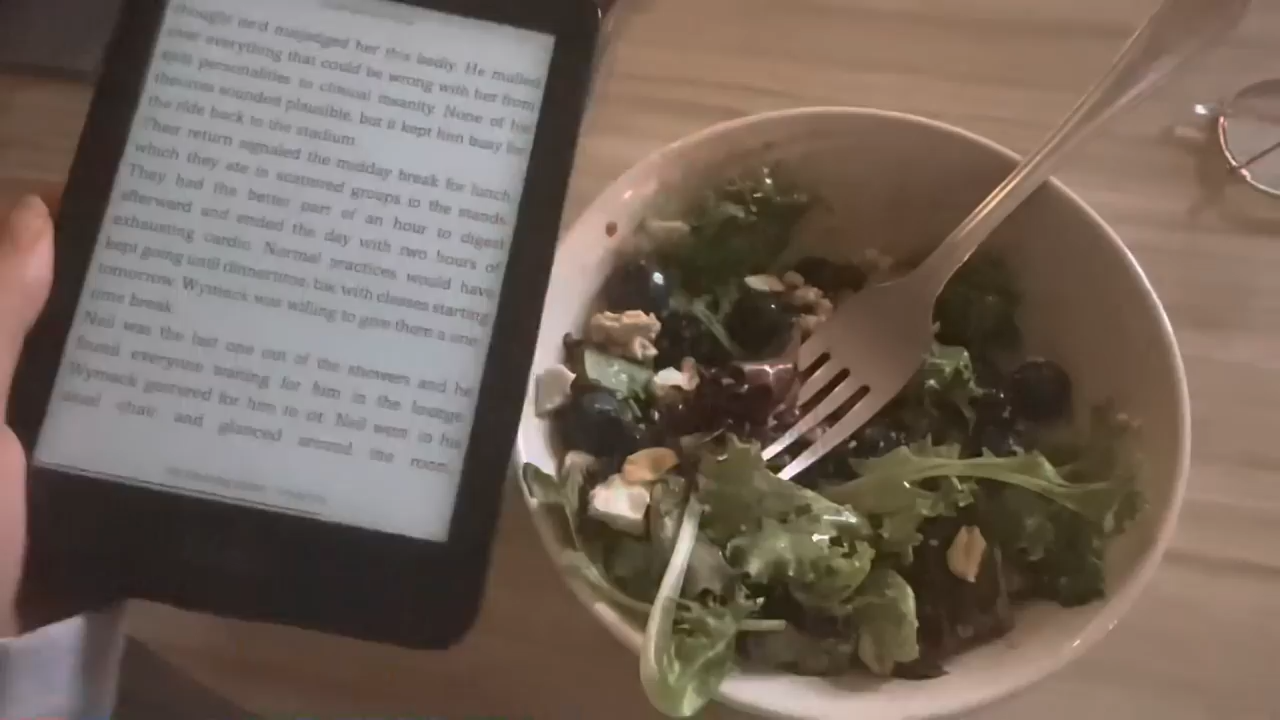 thought he'd misjudged her this badly. He mulled
over everything that could be wrong with her from
split personalities to clinical insanity. None of his
theories sounded plausible, but it kept him busy for
the ride back to the stadium.
Their return signaled the midday break for lunch
which they ate in scattered groups in the stands.
They had the better part of an hour to digest
afterward and ended the day with two hours of
exhausting cardio. Normal practices would have
kept going until dinnertime, but with classes starting
tomorrow, Wymack was willing to give them a one
time break.
Neil was the last one out of the showers and he
found everyone waiting for him in the lounge.
Wymack gestured for him to sit. Neil went to his
usual chair and glanced around the room